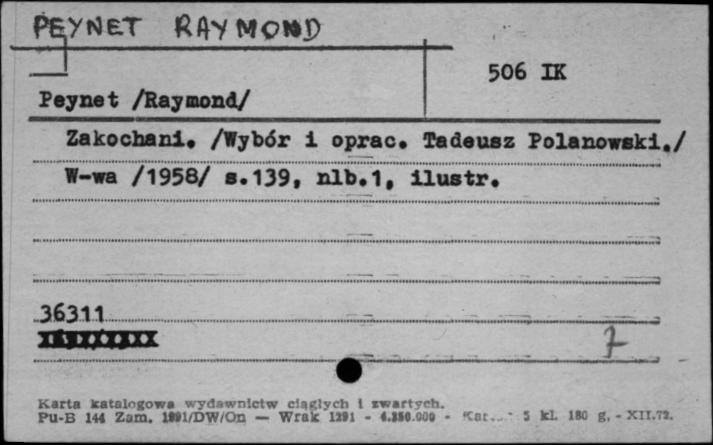 PEYNET RAYMOND
506 IK
Peynet /Raymond/
Zakochani. /Wybór i oprac. Tadeusz Polanowski./
W-wa /1958/ s.139, nlb.1, ilustr.
36311
7
Karta katalogowa wydawnictw ciągłych i zwartych.
Pu-B 144 Zam. 1891/DW/On — Wrak 1291 - 4.350.000 - 5 kl. 180 g. - XII.72.